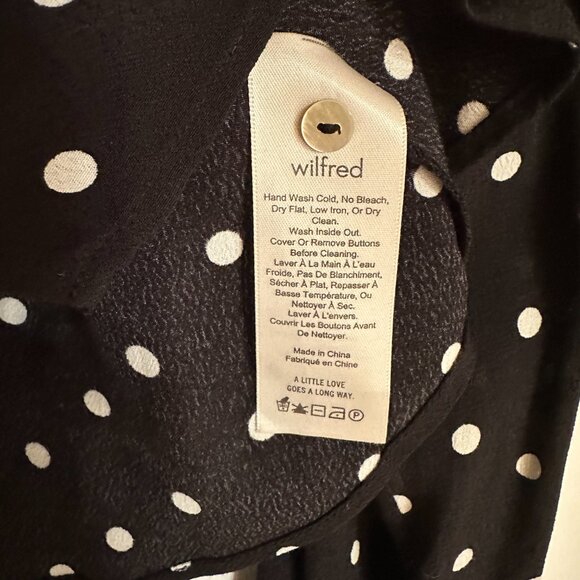 wilfred
Hand Wash Cold, No Bleach,
Dry Flat, Low Iron, Or Dry
Clean.
Wash Inside Out.
Cover Or Remove Buttons
Before Cleaning.
Laver À La Main À L'eau
Froide, Pas De Blanchiment,
Sécher À Plat, Repasser À
Basse Température, Ou
Nettoyer À Sec.
Laver À L'envers.
Couvrir Les Boutons Avant
De Nettoyer.
Made in China
Fabriqué en Chine
A LITTLE LOVE
GOES A LONG WAY.
P